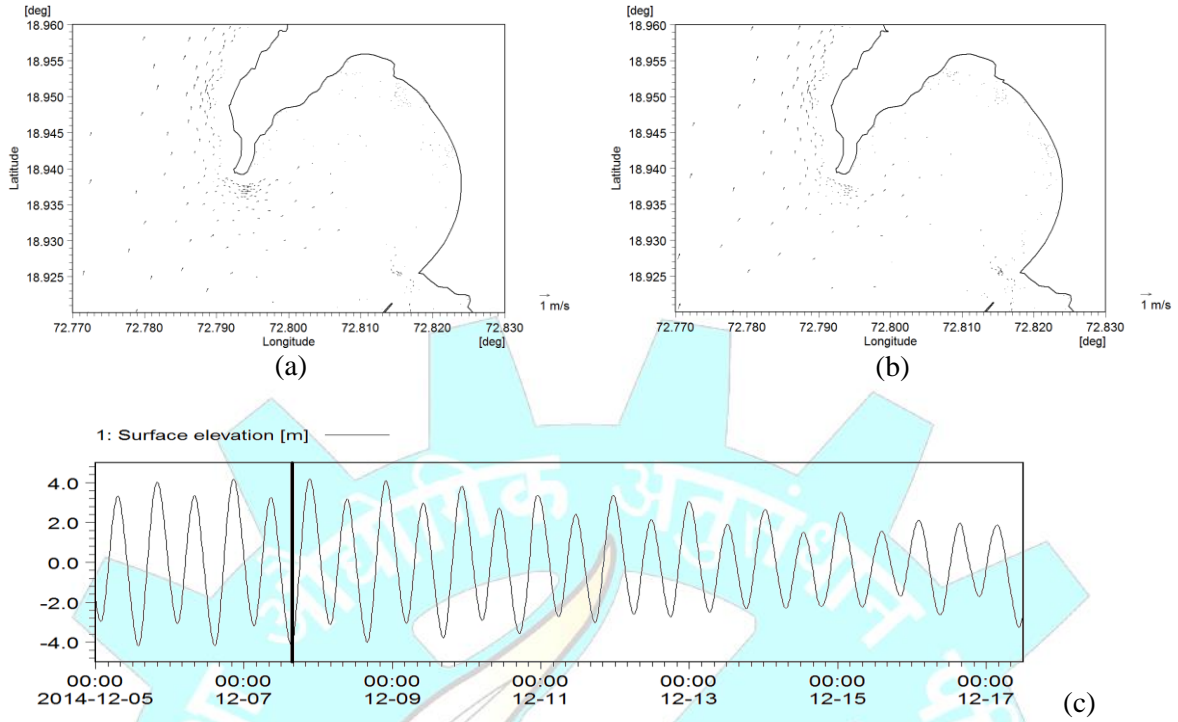 [deg]
18.960
18.955
18.950
18.945
18.940
18.935
18.930
18.925
Latitude
72.770 72.780 72.790 72.800 72.810 72.820 72.830
Longitude [deg]
1 m/s
(a)
[deg]
18.960
18.955
18.950
18.945
18.940
18.935
18.930
18.925
Latitude
72.770 72.780 72.790 72.800 72.810 72.820 72.830
Longitude [deg]
1 m/s
(b)
1: Surface elevation [m]
4.0
2.0
0.0
-2.0
-4.0
00:00 00:00 00:00 00:00 00:00 00:00 00:00
2014-12-05 12-07 12-09 12-11 12-13 12-15 12-17
(c)
औद्योगिक अनुसंधान